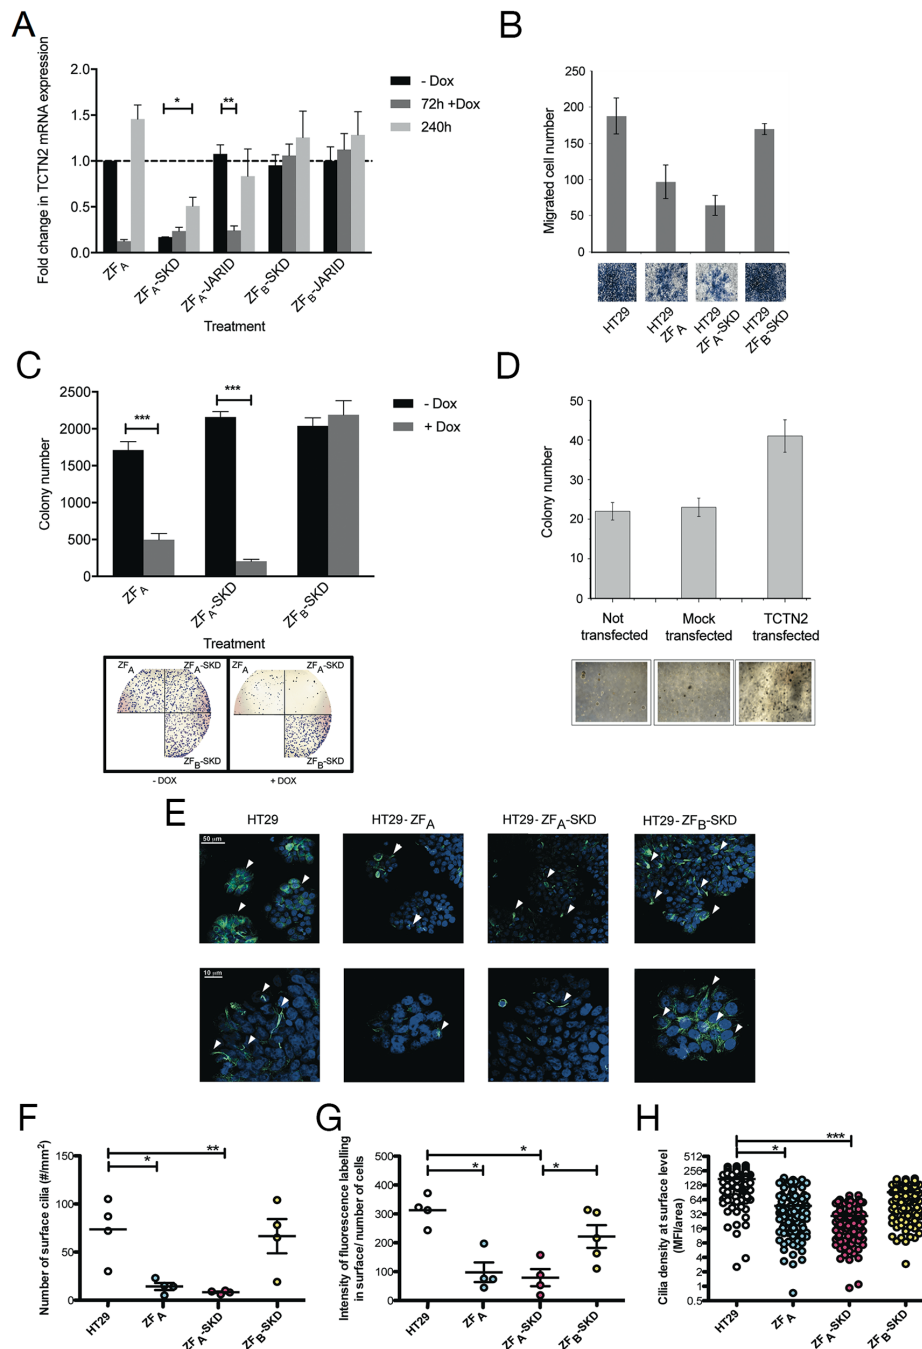 A
Fold change in TCTN2 mRNA expression
2.0
1.5
1.0
0.5
0.0
*
**
- Dox
72h +Dox
240h
ZFA
ZFA-SKD
ZFA-JARID
ZFB-SKD
ZFB-JARID
Treatment
B
Migrated cell number
250
200
150
100
50
0
HT29
HT29 ZFA
HT29 ZFA-SKD
HT29 ZFB-SKD
C
Colony number
2500
2000
1500
1000
500
0
***
***
- Dox
+ Dox
ZFA
ZFA-SKD
ZFB-SKD
Treatment
ZFA
ZFA-SKD
ZFB-SKD
ZFA
ZFA-SKD
ZFB-SKD
- DOX
+ DOX
D
Colony number
50
40
30
20
10
0
Not transfected
Mock transfected
TCTN2 transfected
E
HT29
HT29-ZFA
HT29-ZFA-SKD
HT29-ZFB-SKD
50 µm
10 µm
F
Number of surface cilia (#/mm²)
150
100
50
0
**
*
HT29
ZFA
ZFA-SKD
ZFB-SKD
G
Intensity of fluorescence labelling
in surface/ number of cells
500
400
300
200
100
0
*
*
*
HT29
ZFA
ZFA-SKD
ZFB-SKD
H
Cilia density at surface level
(MFI/area)
512
256
128
64
32
16
8
4
2
1
0.5
***
*
HT29
ZFA
ZFA-SKD
ZFB-SKD